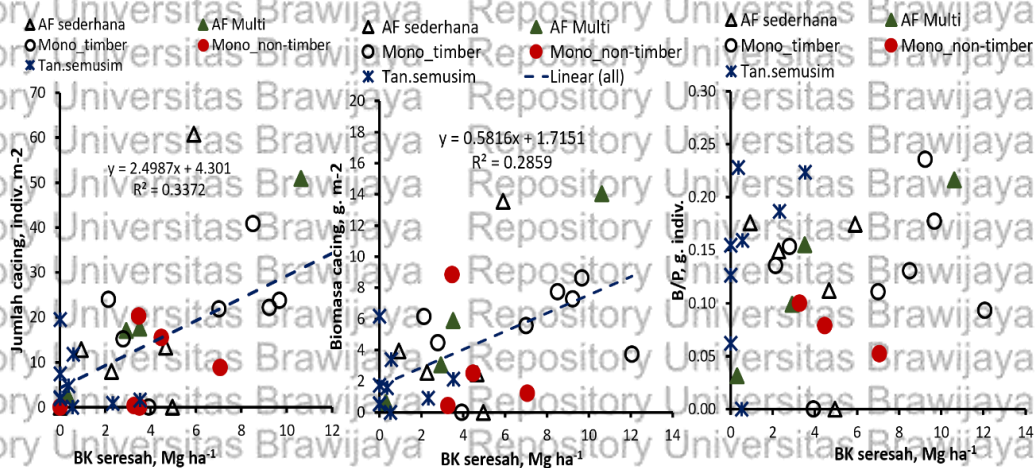 AF sederhana
AF Multi
Mono_timber
Mono_non-timber
Tan.semusim
y = 2.4987x + 4.301
R² = 0.3372
Jumlah cacing, indiv. m-2
70
60
50
40
30
20
10
0
0 2 4 6 8 10 12
BK seresah, Mg ha-1
AF sederhana
AF Multi
Mono_timber
Mono_non-timber
Tan.semusim
Linear (all)
y = 0.5816x + 1.7151
R² = 0.2859
Biomasa cacing, g. m-2
20
18
16
14
12
10
8
6
4
2
0
0 2 4 6 8 10 12 14
BK seresah, Mg ha-1
AF sederhana
AF Multi
Mono_timber
Mono_non-timber
Tan.semusim
B/P, g. indiv.
0.30
0.25
0.20
0.15
0.10
0.05
0.00
0 2 4 6 8 10 12 14
BK seresah, Mg ha-1
Repository Universitas Brawijaya